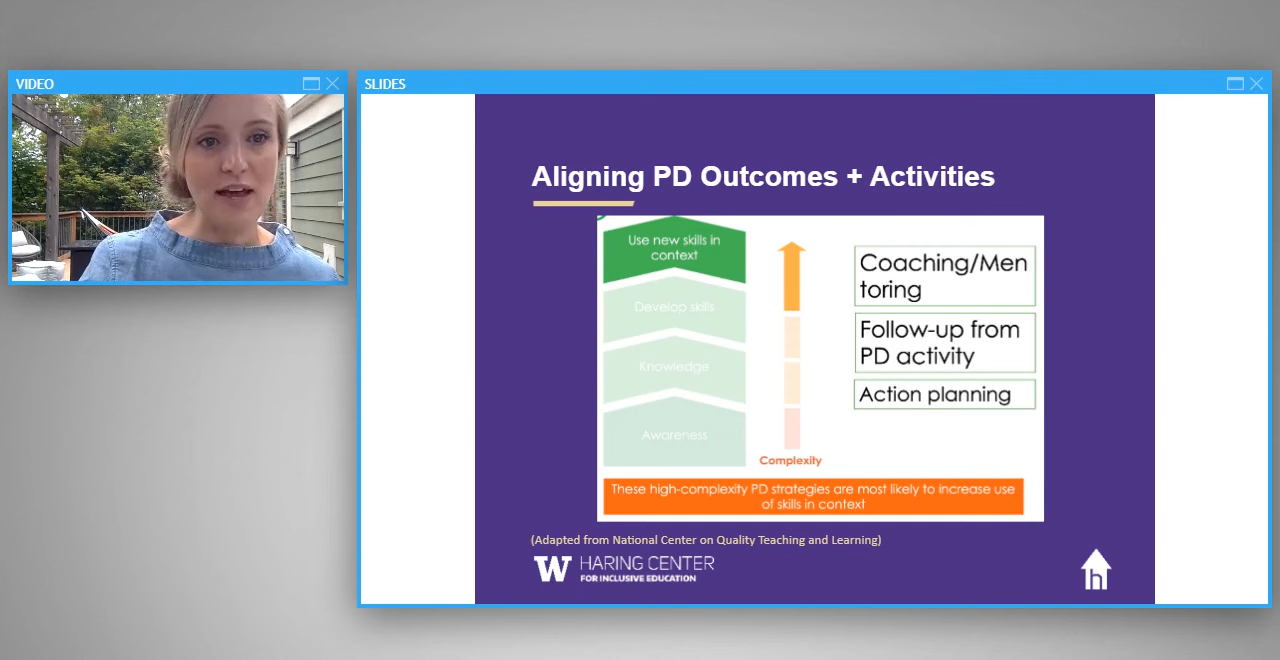 VIDEO
SLIDES
Aligning PD Outcomes + Activities
Use new skills in
context
Develop skills
Knowledge
Awareness
Complexity
Coaching/Men
toring
Follow-up from
PD activity
Action planning
These high-complexity PD strategies are most likely to increase use
of skills in context
(Adapted from National Center on Quality Teaching and Learning)
W HARING CENTER
FOR INCLUSIVE EDUCATION
h